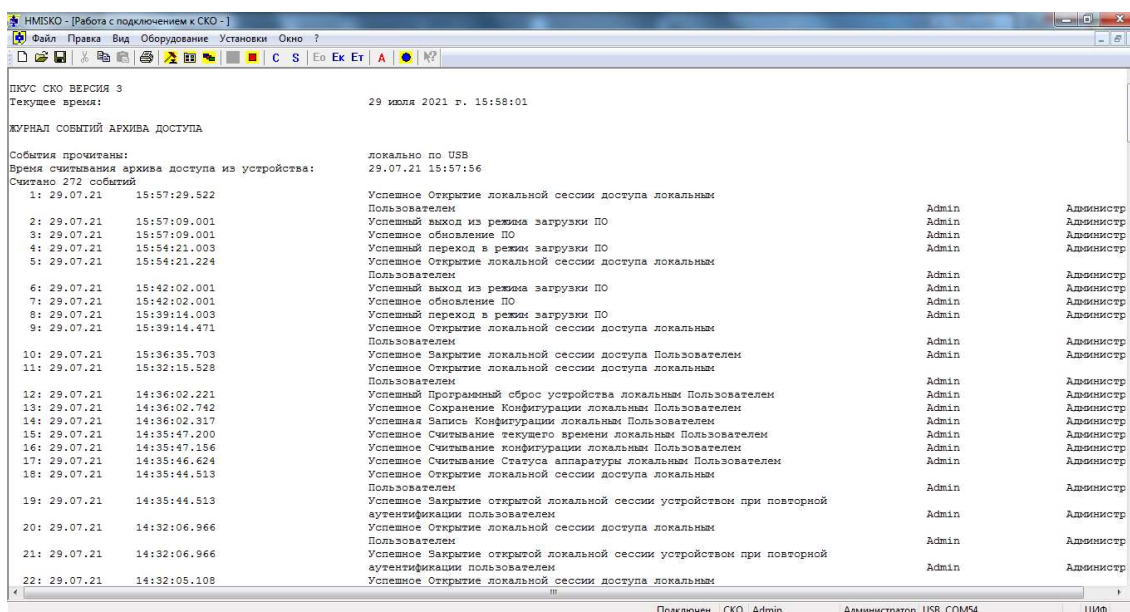 HMISKO - [Работа с подключением к СКО - ]
Файл Правка Вид Оборудование Установки Окно ?
C S Eo Ек Ет A
ПКУС СКО ВЕРСИЯ 3
Текущее время: 29 июля 2021 г. 15:58:01
ЖУРНАЛ СОБЫТИЙ АРХИВА ДОСТУПА
События прочитаны: локально по USB
Время считывания архива доступа из устройства: 29.07.21 15:57:56
Считано 272 событий
1: 29.07.21 15:57:29.522 Успешное Открытие локальной сессии доступа локальным
Пользователем Admin Администр
2: 29.07.21 15:57:09.001 Успешный выход из режима загрузки ПО Admin Администр
3: 29.07.21 15:57:09.001 Успешное обновление ПО Admin Администр
4: 29.07.21 15:54:21.003 Успешный переход в режим загрузки ПО Admin Администр
5: 29.07.21 15:54:21.224 Успешное Открытие локальной сессии доступа локальным
Пользователем Admin Администр
6: 29.07.21 15:42:02.001 Успешный выход из режима загрузки ПО Admin Администр
7: 29.07.21 15:42:02.001 Успешное обновление ПО Admin Администр
8: 29.07.21 15:39:14.003 Успешный переход в режим загрузки ПО Admin Администр
9: 29.07.21 15:39:14.471 Успешное Открытие локальной сессии доступа локальным
Пользователем Admin Администр
10: 29.07.21 15:36:35.703 Успешное Закрытие локальной сессии доступа Пользователем Admin Администр
11: 29.07.21 15:32:15.528 Успешное Открытие локальной сессии доступа локальным
Пользователем Admin Администр
12: 29.07.21 14:36:02.221 Успешный Программный сброс устройства локальным Пользователем Admin Администр
13: 29.07.21 14:36:02.742 Успешное Сохранение Конфигурации локальным Пользователем Admin Администр
14: 29.07.21 14:36:02.317 Успешная Запись Конфигурации локальным Пользователем Admin Администр
15: 29.07.21 14:35:47.200 Успешное Считывание текущего времени локальным Пользователем Admin Администр
16: 29.07.21 14:35:47.156 Успешное Считывание конфигурации локальным Пользователем Admin Администр
17: 29.07.21 14:35:46.624 Успешное Считывание Статуса аппаратуры локальным Пользователем Admin Администр
18: 29.07.21 14:35:44.513 Успешное Открытие локальной сессии доступа локальным
Пользователем Admin Администр
19: 29.07.21 14:35:44.513 Успешное Закрытие открытой локальной сессии устройством при повторной
аутентификации пользователем Admin Администр
20: 29.07.21 14:32:06.966 Успешное Открытие локальной сессии доступа локальным
Пользователем Admin Администр
21: 29.07.21 14:32:06.966 Успешное Закрытие открытой локальной сессии устройством при повторной
аутентификации пользователем Admin Администр
22: 29.07.21 14:32:05.108 Успешное Открытие локальной сессии доступа локальным
Подключен СКО Admin Администратор USB COM54 ЦИФ